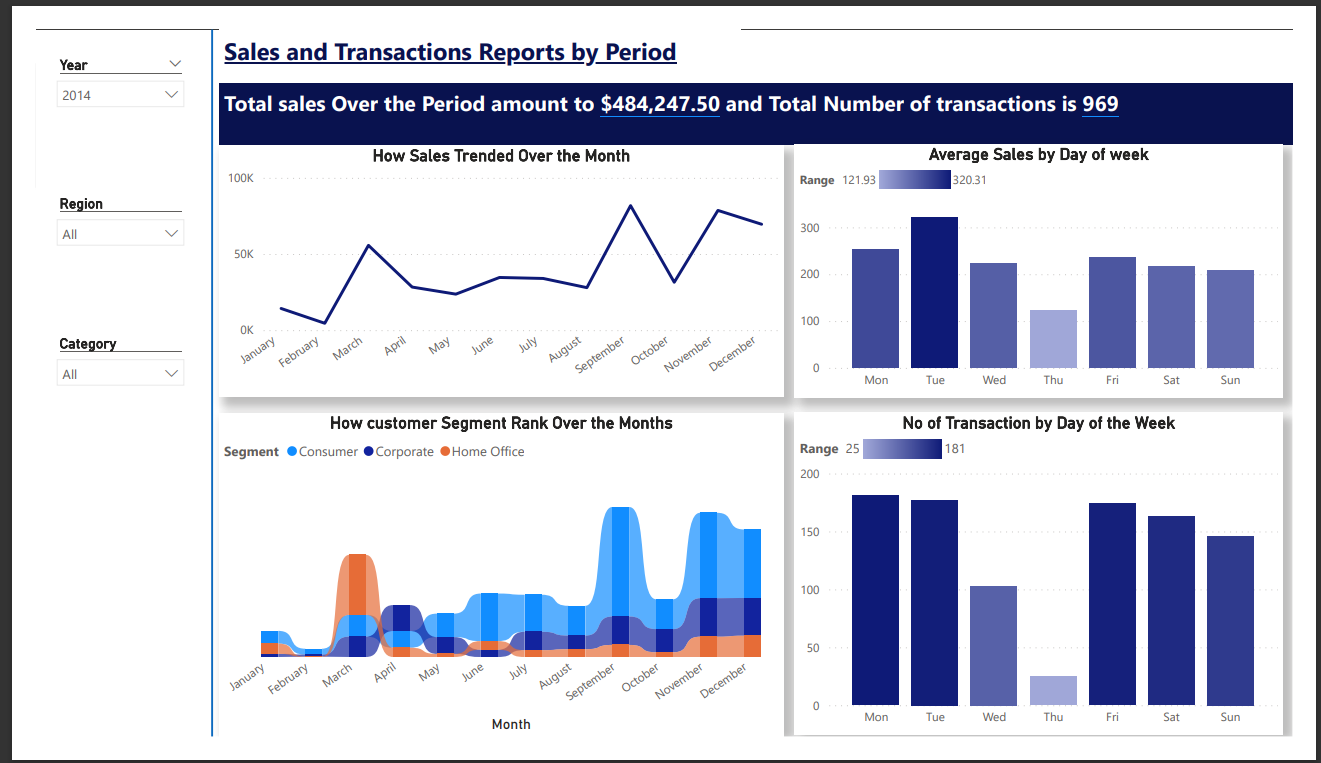 Sales and Transactions Reports by Period
Year
2014
Region
All
Category
All
Total sales Over the Period amount to $484,247.50 and Total Number of transactions is 969
How Sales Trended Over the Month
100K
50K
0K
January February March April May June July August September October November December
Average Sales by Day of week
Range 121.93 320.31
300
200
100
0
Mon Tue Wed Thu Fri Sat Sun
How customer Segment Rank Over the Months
Segment Consumer Corporate Home Office
January February March April May June July August September October November December
Month
No of Transaction by Day of the Week
Range 25 181
200
150
100
50
0
Mon Tue Wed Thu Fri Sat Sun